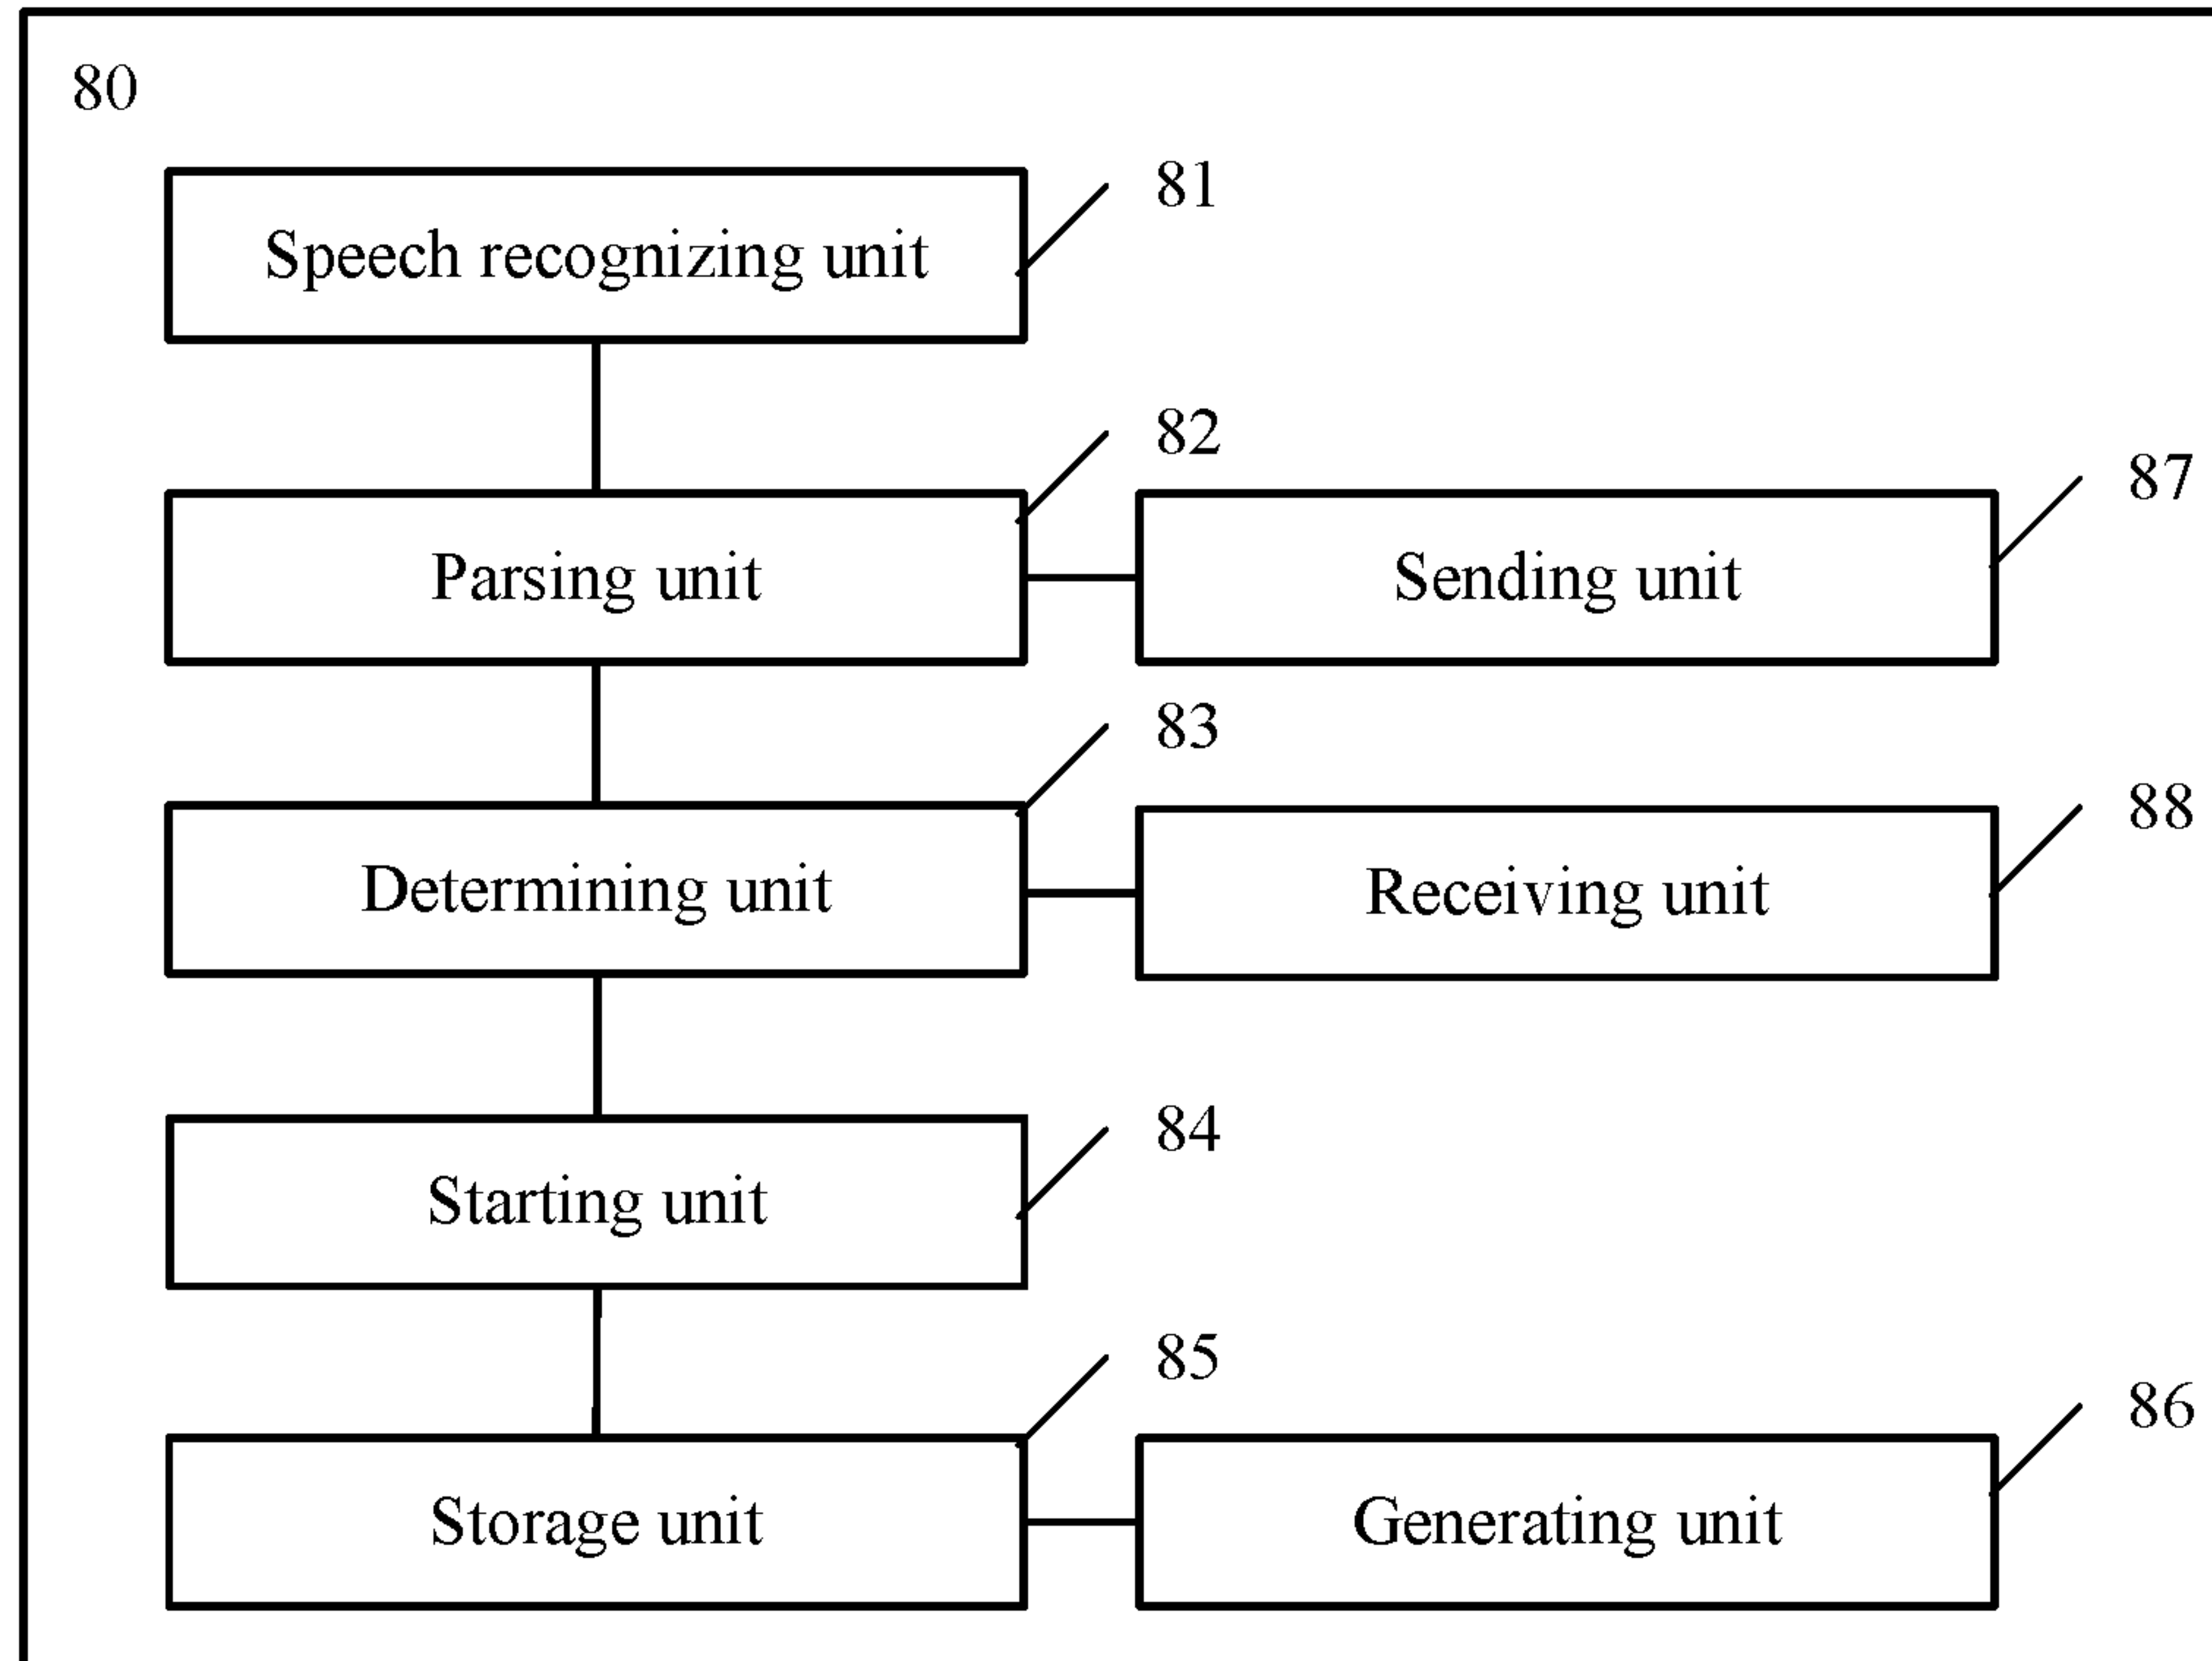 80
81
Speech recognizing unit
82
87
Parsing unit
Sending unit
83
88
Determining unit
Receiving unit
84
Starting unit
85
86
Storage unit
Generating unit